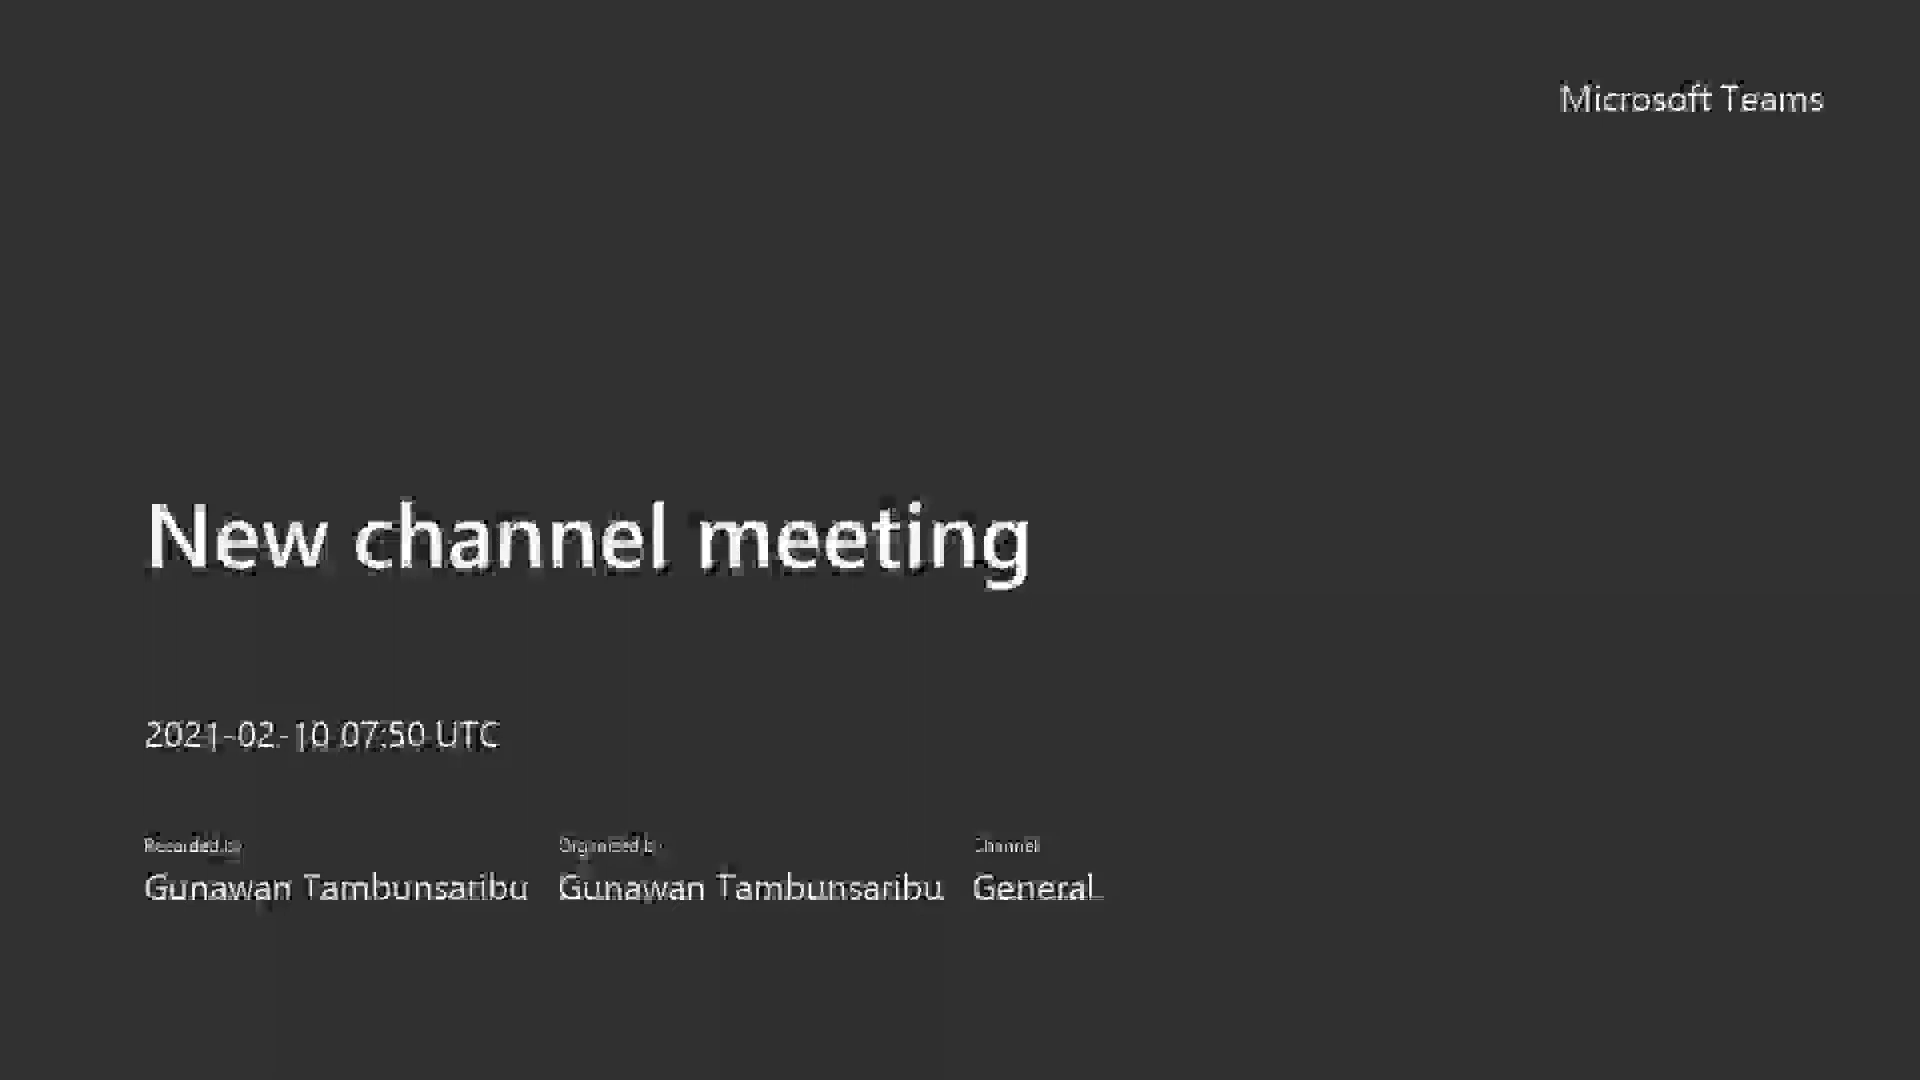 Microsoft Teams
New channel meeting
2021-02-10 07:50 UTC
Recorded by Organized by Channel
Gunawan Tambunsaribu Gunawan Tambunsaribu General